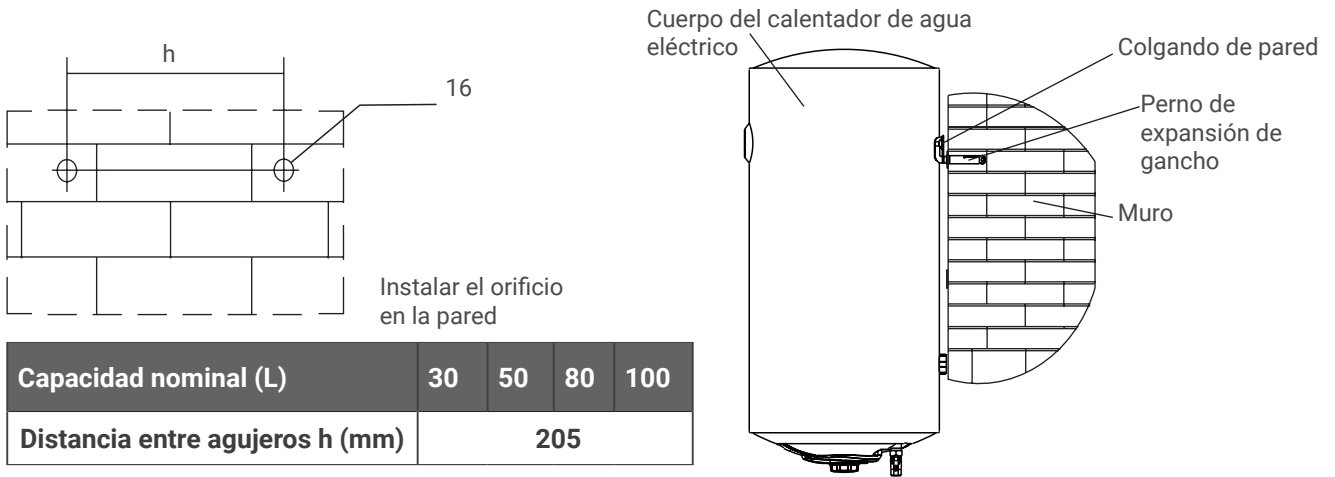 h
16
Instalar el orificio
en la pared
Capacidad nominal (L) 30 50 80 100
Distancia entre agujeros h (mm) 205
Cuerpo del calentador de agua
eléctrico
Colgando de pared
Perno de
expansión de
gancho
Muro